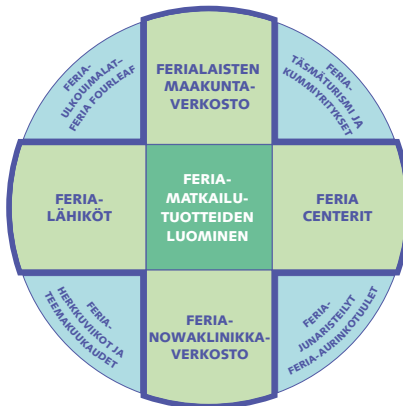 FERIA-
ULKOUIMALAT–
FERIA FOURLEAF
FERIALAISTEN
MAAKUNTA-
VERKOSTO
FERIA-
TÄSMÄTURISMI JA
KUMMIYRITYKSET
FERIA-
LÄHIKÖT
FERIA-
MATKAILU-
TUOTTEIDEN
LUOMINEN
FERIA
CENTERIT
FERIA-
HERKKUVIIKOT JA
TEEMAKUUKAUDET
FERIA-
NOWAKLINIKKA-
VERKOSTO
FERIA-
JUNARISTEILYT
FERIA-AURINKOTUULET